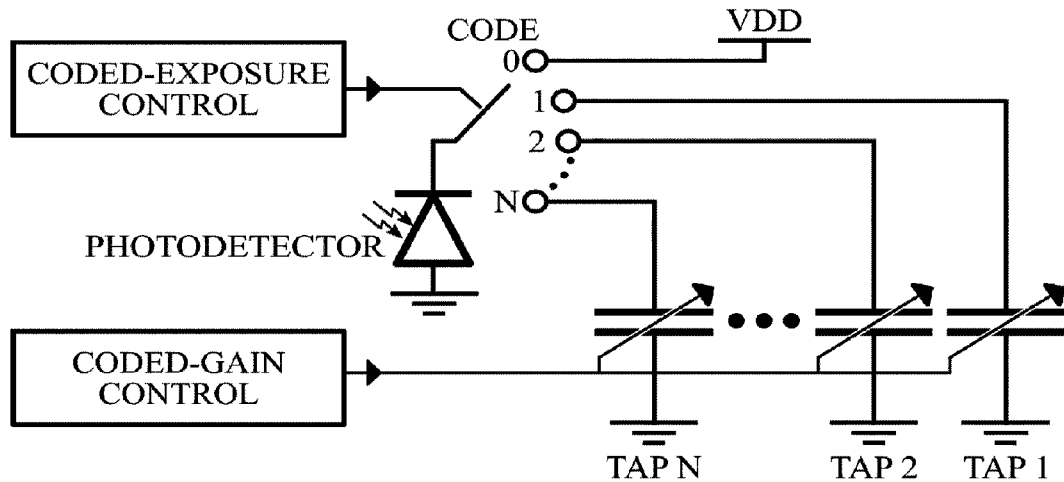 CODED-EXPOSURE
CONTROL
CODE
0
VDD
1
2
N
PHOTODETECTOR
CODED-GAIN
CONTROL
TAP N
TAP 2
TAP 1